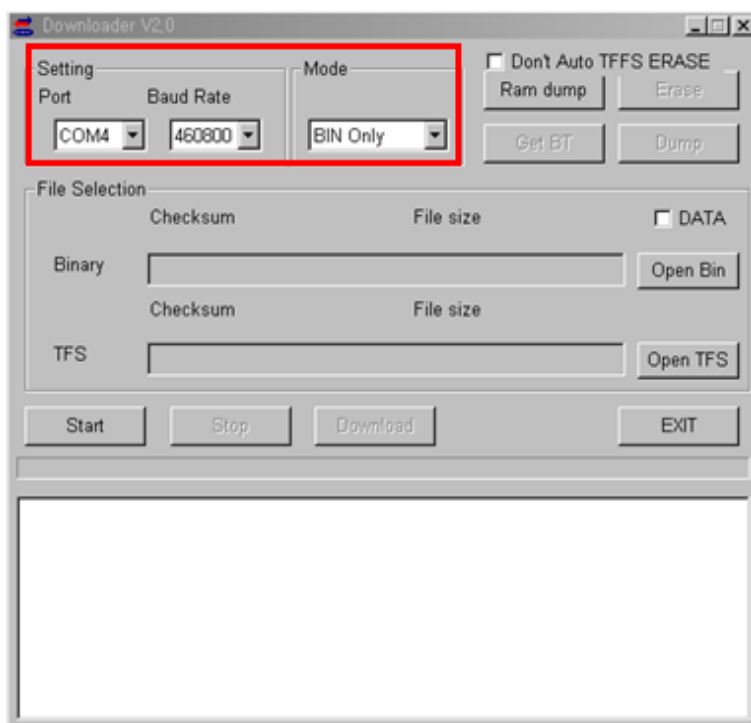 Downloader V2.0
Setting
Mode
Don't Auto TFFS ERASE
Port
Baud Rate
Ram dump
Erase
COM4
460800
BIN Only
Get BT
Dump
File Selection
Checksum
File size
DATA
Binary
Open Bin
Checksum
File size
TFS
Open TFS
Start
Stop
Download
EXIT